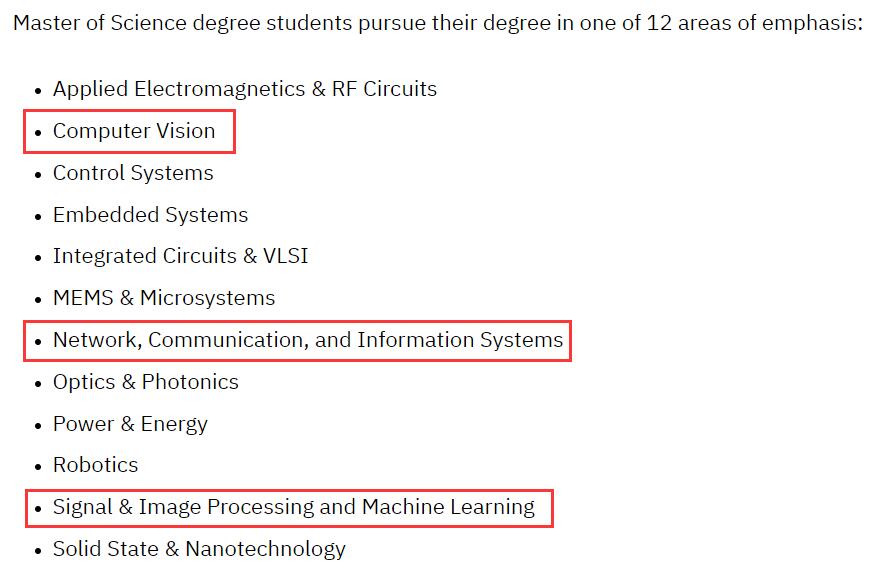 Master of Science degree students pursue their degree in one of 12 areas of emphasis:
• Applied Electromagnetics & RF Circuits
• Computer Vision
• Control Systems
• Embedded Systems
• Integrated Circuits & VLSI
• MEMS & Microsystems
• Network, Communication, and Information Systems
• Optics & Photonics
• Power & Energy
• Robotics
• Signal & Image Processing and Machine Learning
• Solid State & Nanotechnology